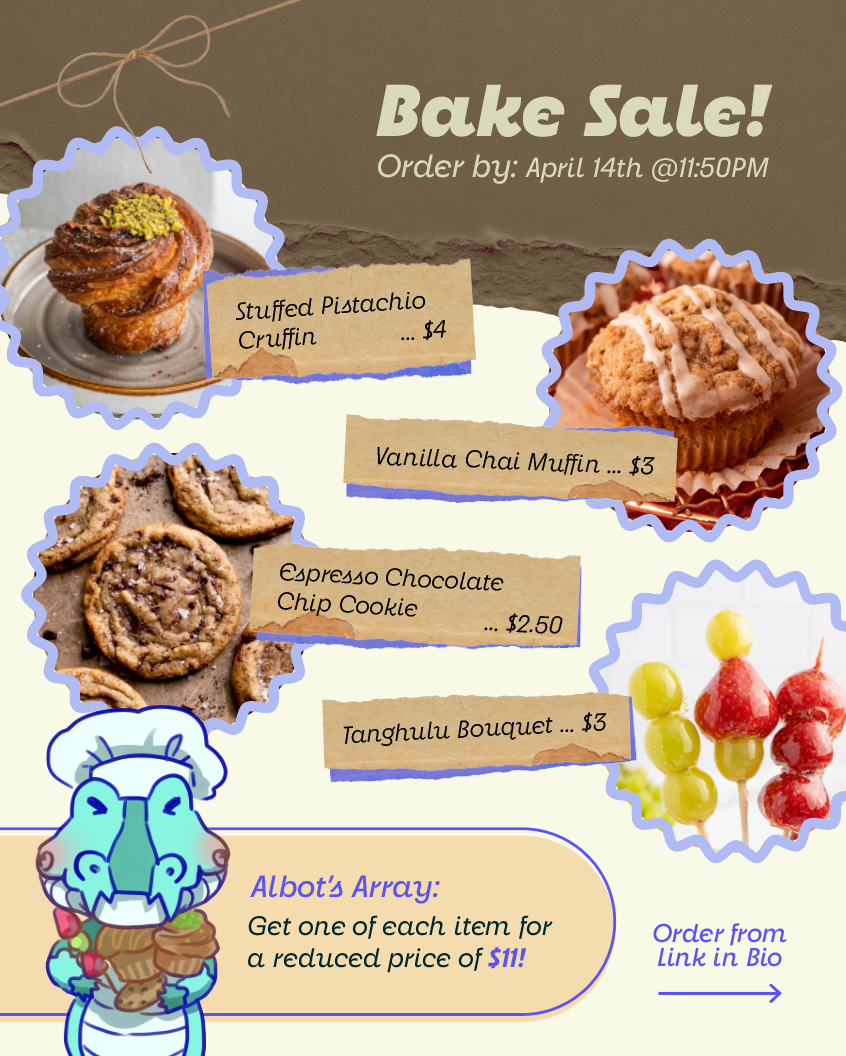 Bake Sale!
Order by: April 14th @11:50PM
Stuffed Pistachio
Cruffin ... $4
Vanilla Chai Muffin ... $3
Espresso Chocolate
Chip Cookie
... $2.50
Tanghulu Bouquet ... $3
Albot's Array:
Get one of each item for
a reduced price of $11!
Order from
Link in Bio